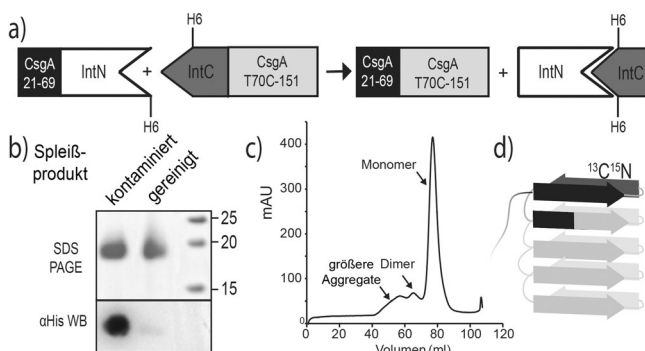 a)
H6
H6
CsgA
21-69
IntN
+
IntC
CsgA
T70C-151
CsgA
21-69
CsgA
T70C-151
+
IntN
IntC
H6
H6
b) Spleiß-
produkt
kontaminiert
gereinigt
25
20
15
SDS
PAGE
αHis WB
c)
mAU
400
300
200
100
0
Monomer
größere
Aggregate
Dimer
0 20 40 60 80 100 120
Volumen (ml)
d)
13C15N